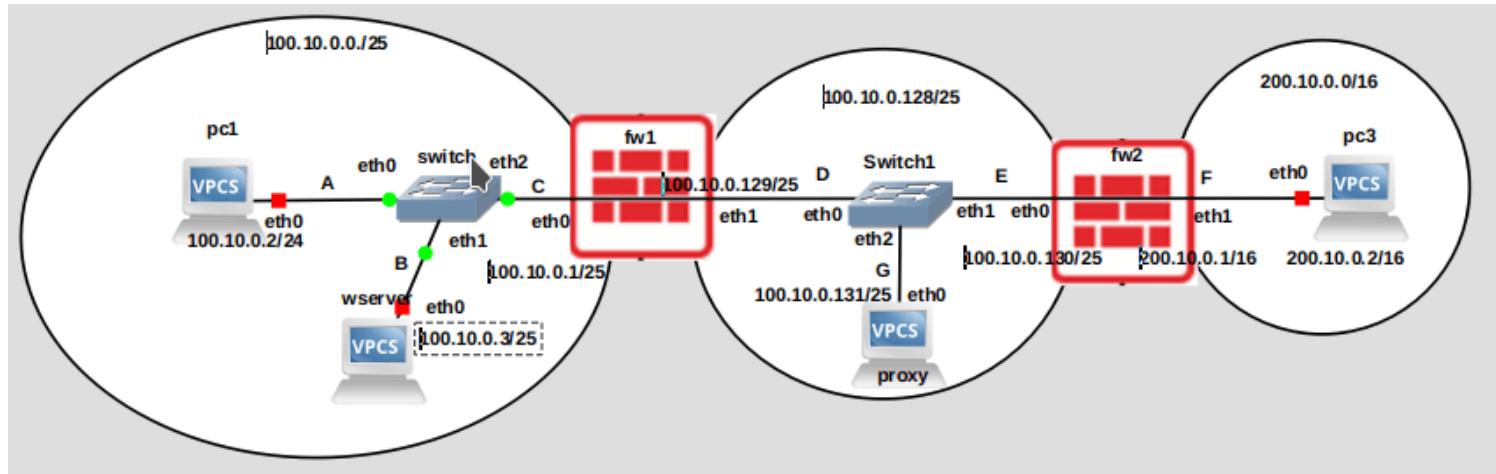 100.10.0.0./25
pc1
VPCS
eth0
100.10.0.2/24
A
eth0
switch
eth2
eth1
B
wserver
eth0
VPCS
100.10.0.3/25
C
eth0
100.10.0.1/25
fw1
100.10.0.129/25
eth1
100.10.0.128/25
D
eth0
Switch1
eth1
eth2
G
100.10.0.131/25
eth0
VPCS
proxy
E
eth0
100.10.0.130/25
fw2
200.10.0.1/16
F
eth1
200.10.0.0/16
pc3
eth0
VPCS
200.10.0.2/16